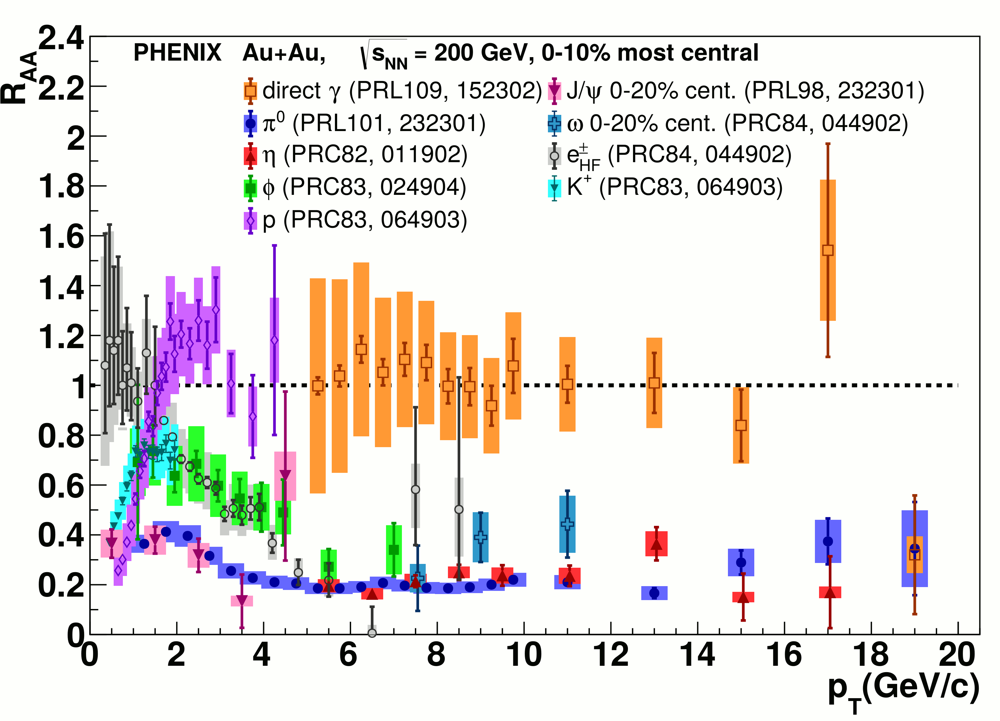 R_AA
PHENIX Au+Au, √s_NN = 200 GeV, 0-10% most central
direct γ (PRL109, 152302)
π⁰ (PRL101, 232301)
η (PRC82, 011902)
ϕ (PRC83, 024904)
p (PRC83, 064903)
J/ψ 0-20% cent. (PRL98, 232301)
ω 0-20% cent. (PRC84, 044902)
e±_HF (PRC84, 044902)
K⁺ (PRC83, 064903)
2.4
2.2
2
1.8
1.6
1.4
1.2
1
0.8
0.6
0.4
0.2
0
0 2 4 6 8 10 12 14 16 18 20
p_T(GeV/c)